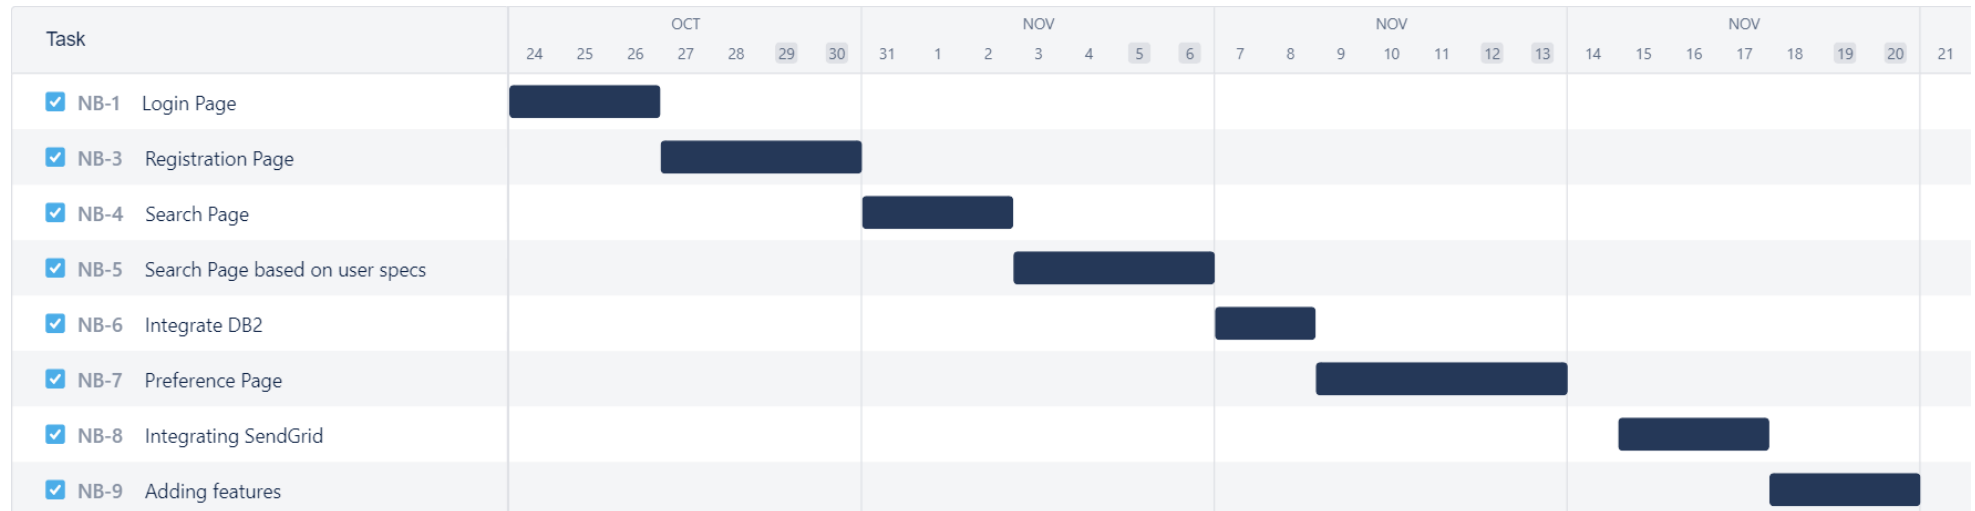 Task
OCT NOV NOV NOV
24 25 26 27 28 29 30 31 1 2 3 4 5 6 7 8 9 10 11 12 13 14 15 16 17 18 19 20 21
NB-1 Login Page
NB-3 Registration Page
NB-4 Search Page
NB-5 Search Page based on user specs
NB-6 Integrate DB2
NB-7 Preference Page
NB-8 Integrating SendGrid
NB-9 Adding features